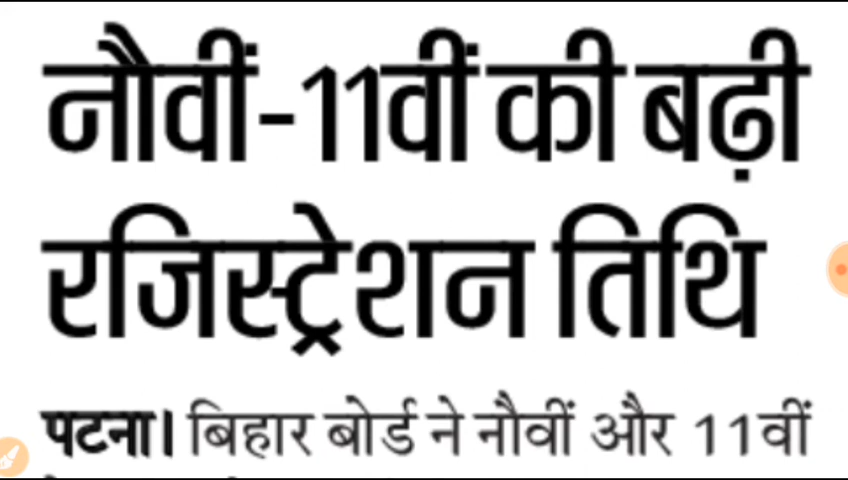 नौवीं-11वीं की बढ़ी
रजिस्ट्रेशन तिथि
पटना। बिहार बोर्ड ने नौवीं और 11वीं